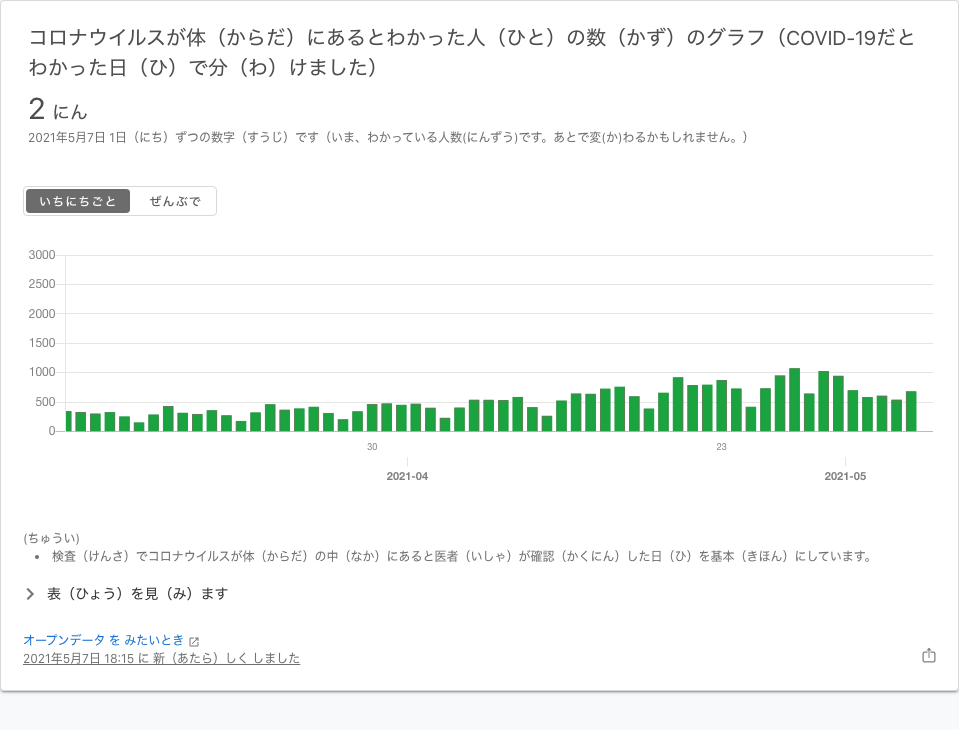 コロナウイルスが体（からだ）にあるとわかった人（ひと）の数（かず）のグラフ（COVID-19だと
わかった日（ひ）で分（わ）けました）
2 にん
2021年5月7日 1日（にち）ずつの数字（すうじ）です（いま、わかっている人数(にんずう)です。あとで変(か)わるかもしれません。）
いちにちごと ぜんぶで
3000
2500
2000
1500
1000
500
0
30 23
2021-04 2021-05
(ちゅうい)
• 検査（けんさ）でコロナウイルスが体（からだ）の中（なか）にあると医者（いしゃ）が確認（かくにん）した日（ひ）を基本（きほん）にしています。
表（ひょう）を見（み）ます
オープンデータ を みたいとき
2021年5月7日 18:15 に 新（あたら）しく しました